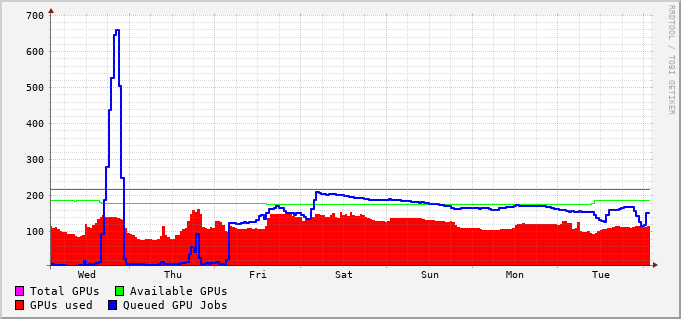 700
600
500
400
300
200
100
Wed Thu Fri Sat Sun Mon Tue
Total GPUs Available GPUs
GPUs used Queued GPU Jobs
RRDTOOL / TOBI OETIKER